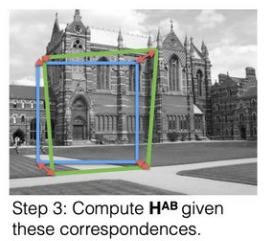 Step 3: Compute Hᴬᴮ given
these correspondences.